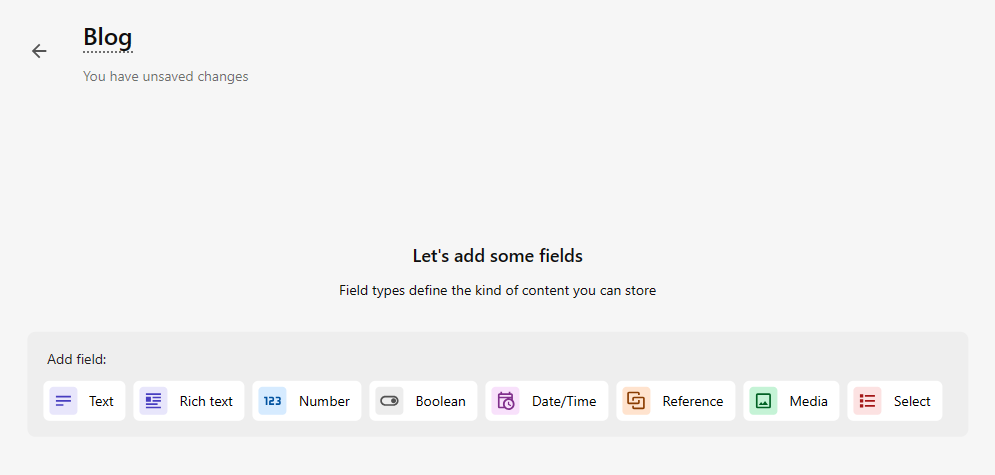 Blog
You have unsaved changes
Let's add some fields
Field types define the kind of content you can store
Add field:
Text Rich text 123 Number Boolean Date/Time Reference Media Select